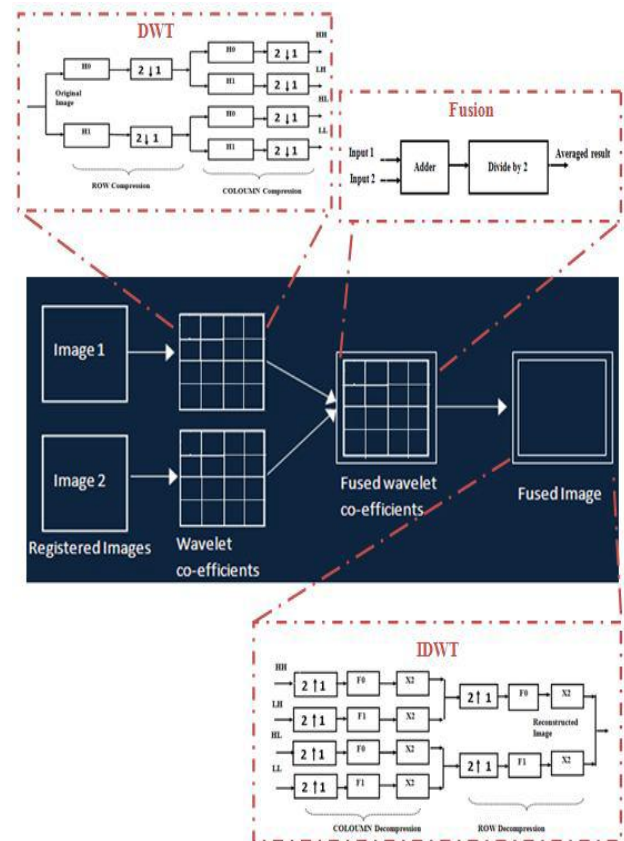 DWT
HH
H0 2↓1 H0 2↓1
LH
H1 2↓1
Original
Image
HL
H1 2↓1 H0 2↓1
LL
H1 2↓1
ROW Compression
COLOUMN Compression
Fusion
Input 1
Input 2
Adder
Divide by 2
Averaged result
Image 1
Image 2
Registered Images
Wavelet
co-efficients
Fused wavelet
co-efficients
Fused Image
IDWT
HH
2↑1 F0 X2
2↑1 F0 X2
LH
2↑1 F1 X2
Reconstructed
Image
HL
2↑1 F0 X2
2↑1 F1 X2
LL
2↑1 F1 X2
COLOUMN Decompression
ROW Decompression